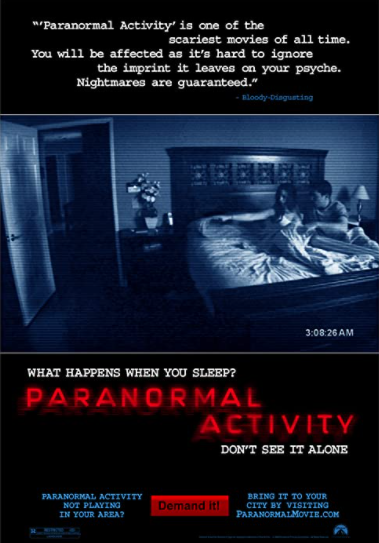 “‘Paranormal Activity’ is one of the
scariest movies of all time.
You will be affected as it’s hard to ignore
the imprint it leaves on your psyche.
Nightmares are guaranteed.”
- Bloody-Disgusting
3:08:26 AM
WHAT HAPPENS WHEN YOU SLEEP?
PARANORMAL
ACTIVITY
DON’T SEE IT ALONE
PARANORMAL ACTIVITY
NOT PLAYING
IN YOUR AREA?
Demand it!
BRING IT TO YOUR
CITY BY VISITING
PARANORMALMOVIE.COM